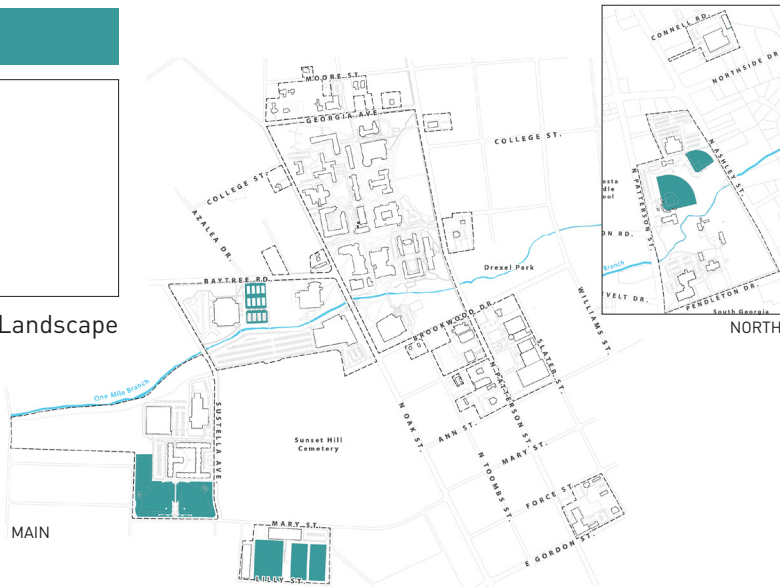 Landscape
MAIN
NORTH
MOORE ST.
GEORGIA AVE.
COLLEGE ST.
COLLEGE ST.
AZALEA DR.
BAYTREE RD.
Drexel Park
WILLIAMS ST.
BROOKWOOD DR.
SLATER ST.
N PATTERSON ST.
One Mile Branch
SUSTELLA AVE.
Sunset Hill
Cemetery
N OAK ST.
ANN ST.
MARY ST.
N TOOMBS ST.
FORCE ST.
E GORDON ST.
MARY ST.
LILLY ST.
CONNELL RD.
NORTHSIDE DR
N ASHLEY ST.
N PATTERSON ST.
osta
dle
ool
ON RD.
Branch
VELT DR.
PENDLETON DR.
South Georgia